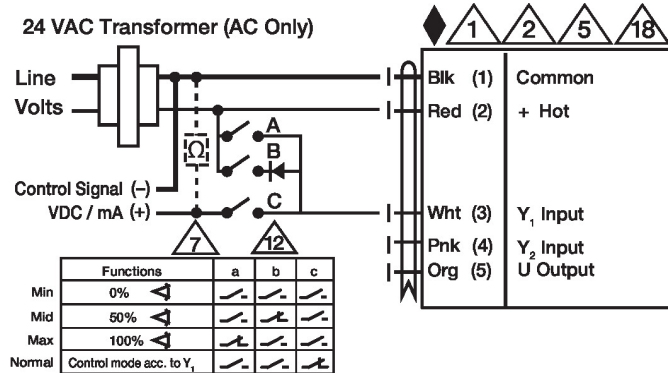 24 VAC Transformer (AC Only)
1 2 5 18
Line
Volts
Blk (1) Common
Red (2) + Hot
A
B
Ω
Control Signal (–)
VDC / mA (+)
C
Wht (3) Y1 Input
Pnk (4) Y2 Input
Org (5) U Output
7 12
Functions a b c
Min 0%
Mid 50%
Max 100%
Normal Control mode acc. to Y1